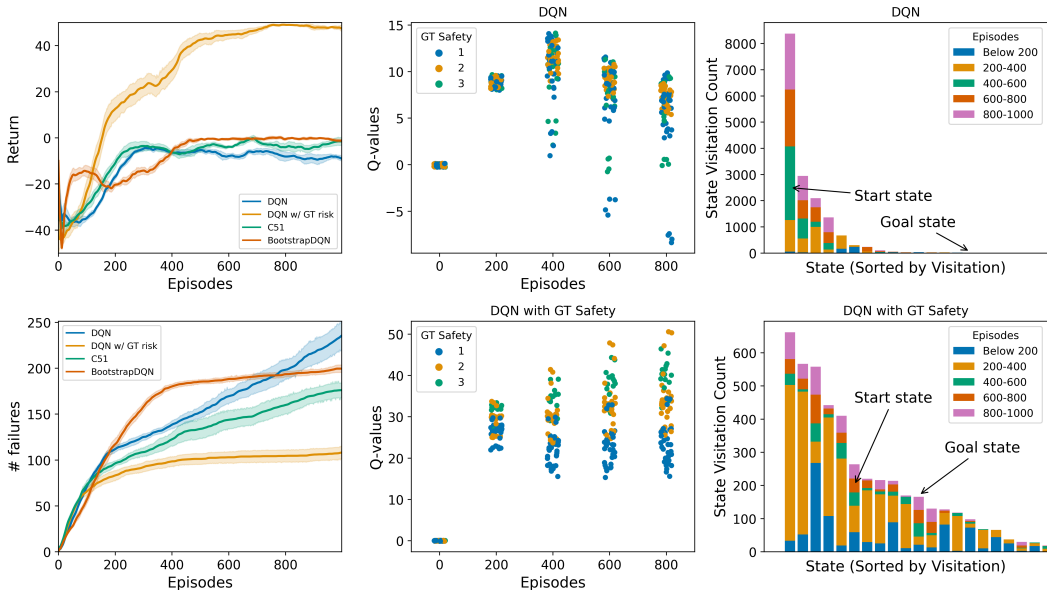 40
20
0
−20
−40
Return
0
200
400
600
800
Episodes
DQN
DQN w/ GT risk
C51
BootstrapDQN
DQN
15
10
5
0
−5
Q-values
0
200
400
600
800
Episodes
GT Safety
1
2
3
DQN
8000
7000
6000
5000
4000
3000
2000
1000
0
State Visitation Count
State (Sorted by Visitation)
Episodes
Below 200
200-400
400-600
600-800
800-1000
Start state
Goal state
250
200
150
100
50
0
# failures
0
200
400
600
800
Episodes
DQN
DQN w/ GT risk
C51
BootstrapDQN
DQN with GT Safety
50
40
30
20
10
0
Q-values
0
200
400
600
800
Episodes
GT Safety
1
2
3
DQN with GT Safety
600
500
400
300
200
100
0
State Visitation Count
State (Sorted by Visitation)
Episodes
Below 200
200-400
400-600
600-800
800-1000
Start state
Goal state